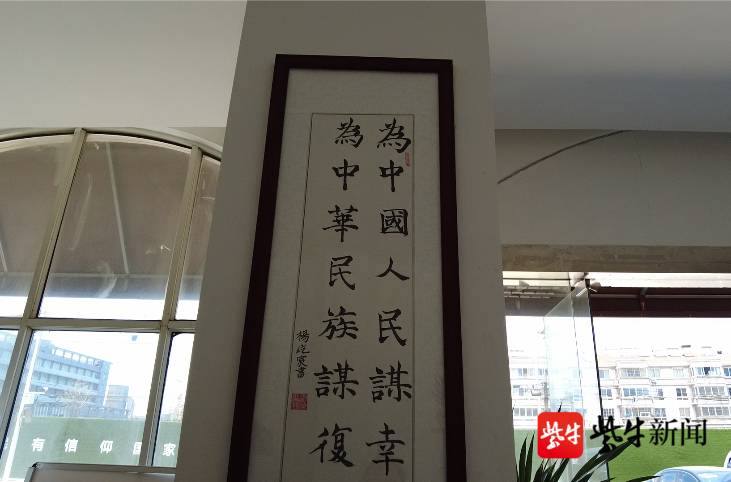 為中國人民謀幸
為中華民族謀復
有信仰国家
紫牛
紫牛新闻